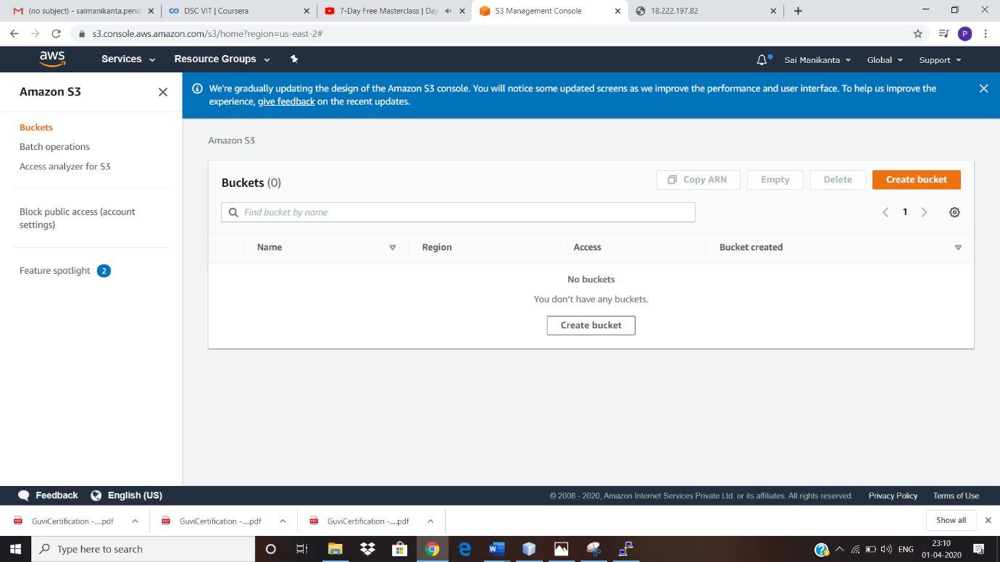 (no subject) - saimanikanta.pend
DSC VIT | Coursera
7-Day Free Masterclass | Day
S3 Management Console
18.222.197.82
s3.console.aws.amazon.com/s3/home?region=us-east-2#
P
aws
Services
Resource Groups
Sai Manikanta
Global
Support
Amazon S3
We're gradually updating the design of the Amazon S3 console. You will notice some updated screens as we improve the performance and user interface. To help us improve the
experience, give feedback on the recent updates.
Buckets
Batch operations
Access analyzer for S3
Block public access (account
settings)
Feature spotlight 2
Amazon S3
Buckets (0)
Copy ARN
Empty
Delete
Create bucket
Find bucket by name
1
Name
Region
Access
Bucket created
No buckets
You don't have any buckets.
Create bucket
Feedback
English (US)
© 2008 - 2020, Amazon Internet Services Private Ltd. or its affiliates. All rights reserved.
Privacy Policy
Terms of Use
GuviCertification -....pdf
GuviCertification -....pdf
GuviCertification -....pdf
Show all
Type here to search
ENG
23:10
01-04-2020